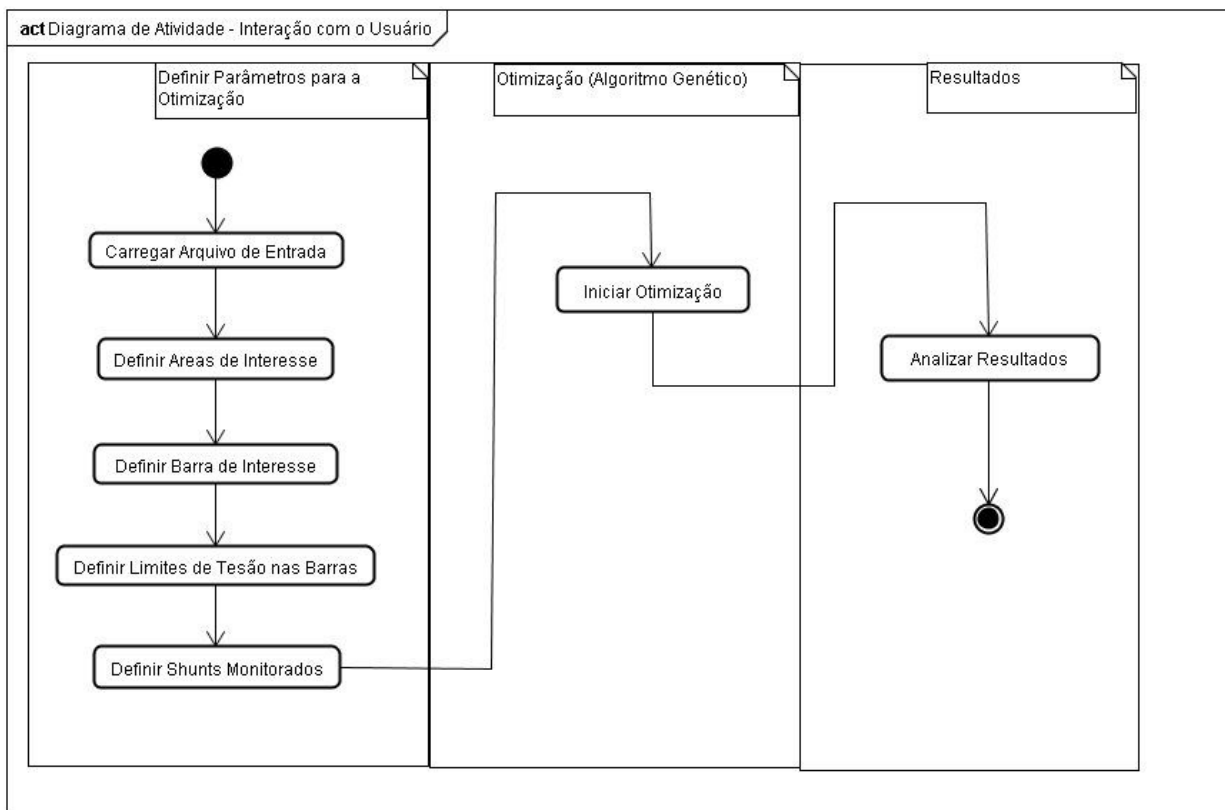 act Diagrama de Atividade - Interação com o Usuário
Definir Parâmetros para a
Otimização
Carregar Arquivo de Entrada
Definir Areas de Interesse
Definir Barra de Interesse
Definir Limites de Tesão nas Barras
Definir Shunts Monitorados
Otimização (Algoritmo Genético)
Iniciar Otimização
Resultados
Analizar Resultados